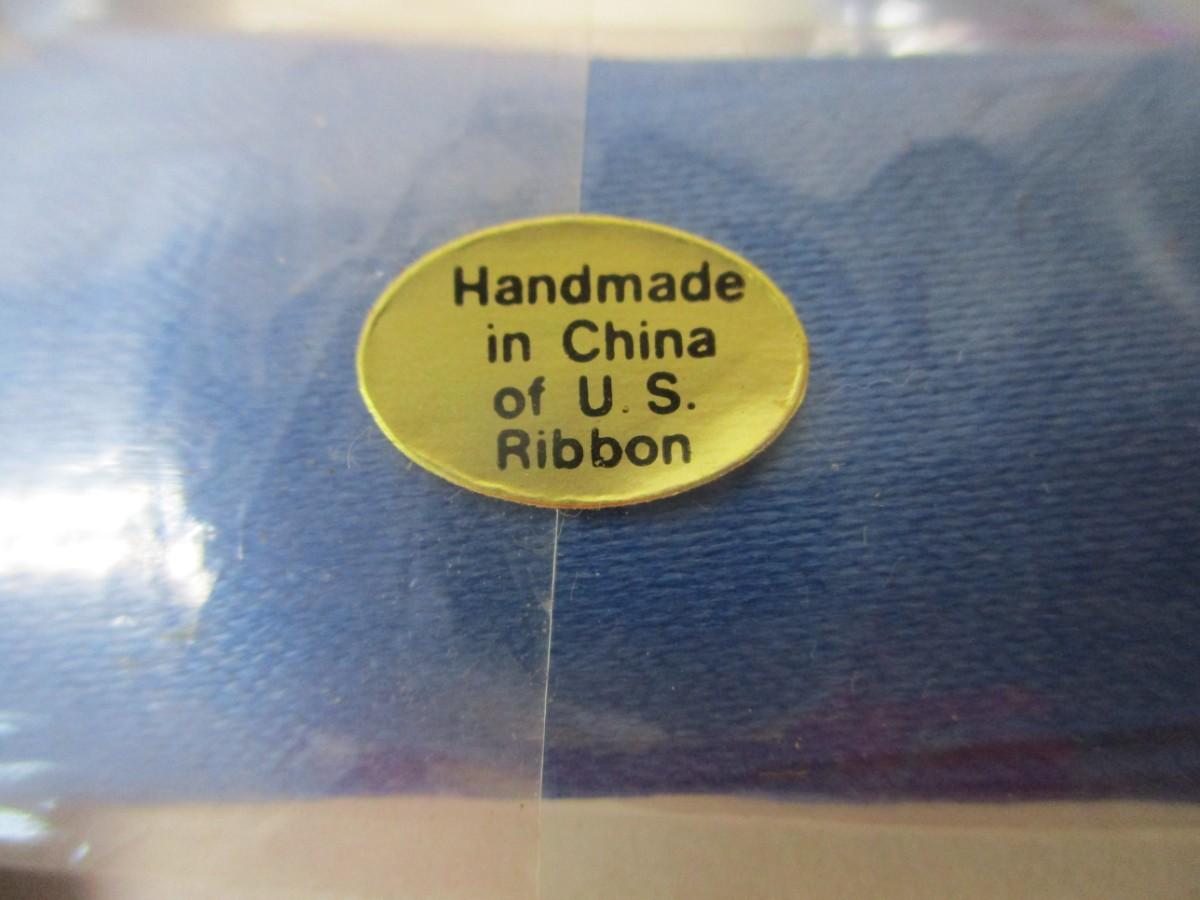 Handmade
in China
of U.S.
Ribbon